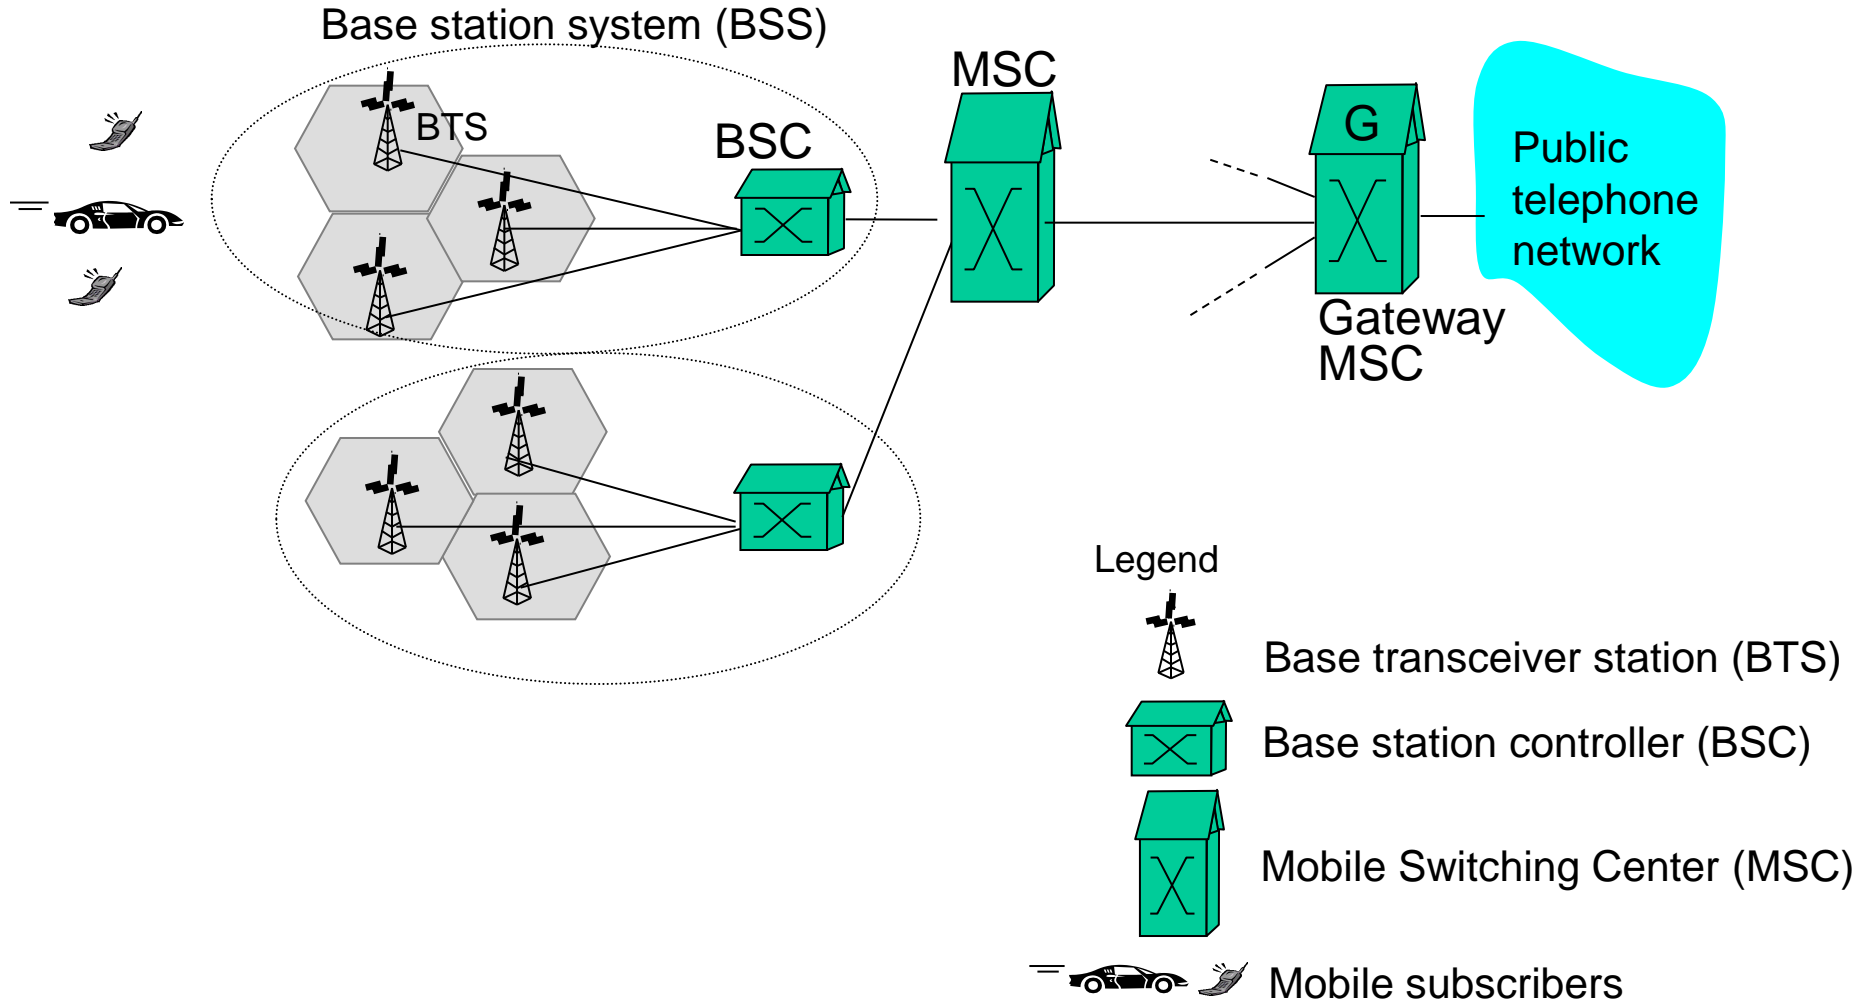 Base station system (BSS)
BTS
BSC
MSC
G
Gateway
MSC
Public
telephone
network
Legend
Base transceiver station (BTS)
Base station controller (BSC)
Mobile Switching Center (MSC)
Mobile subscribers